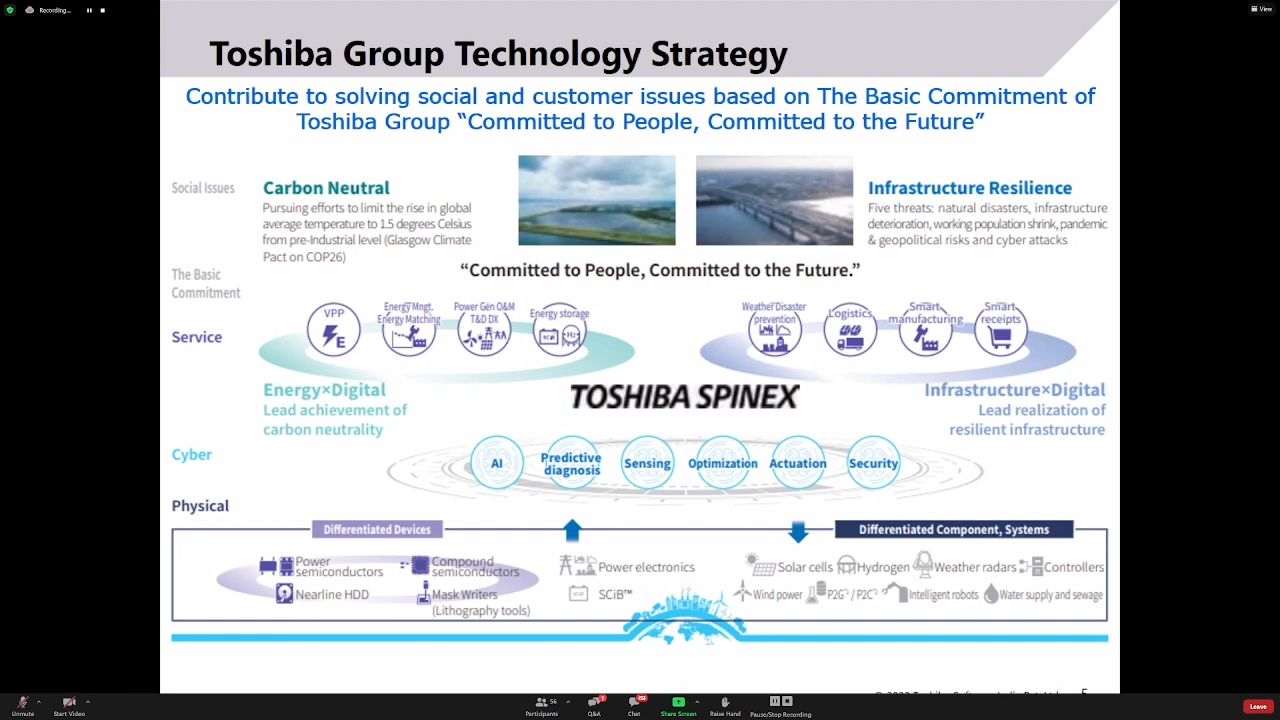 Recording...
View
Toshiba Group Technology Strategy
Contribute to solving social and customer issues based on The Basic Commitment of
Toshiba Group “Committed to People, Committed to the Future”
Social Issues
Carbon Neutral
Pursuing efforts to limit the rise in global
average temperature to 1.5 degrees Celsius
from pre-Industrial level (Glasgow Climate
Pact on COP26)
Infrastructure Resilience
Five threats: natural disasters, infrastructure
deterioration, working population shrink, pandemic
& geopolitical risks and cyber attacks
The Basic
Commitment
“Committed to People, Committed to the Future.”
Service
VPP
E
Energy Mngt.
Energy Matching
Power Gen O&M
T&D DX
Energy storage
SCiB
H2
Weather Disaster
prevention
Logistics
Smart
manufacturing
Smart
receipts
Energy×Digital
Lead achievement of
carbon neutrality
TOSHIBA SPINEX
Infrastructure×Digital
Lead realization of
resilient infrastructure
Cyber
AI
Predictive
diagnosis
Sensing
Optimization
Actuation
Security
Physical
Differentiated Devices
Differentiated Component, Systems
Power
semiconductors
Compound
semiconductors
Power electronics
Solar cells
Hydrogen
Weather radars
Controllers
Nearline HDD
Mask Writers
(Lithography tools)
SCiB™
Wind power
P2G / P2C
Intelligent robots
Water supply and sewage
5
Unmute
Start Video
56
Participants
1
Q&A
Chat
Share Screen
Raise Hand
Pause/Stop Recording
Leave